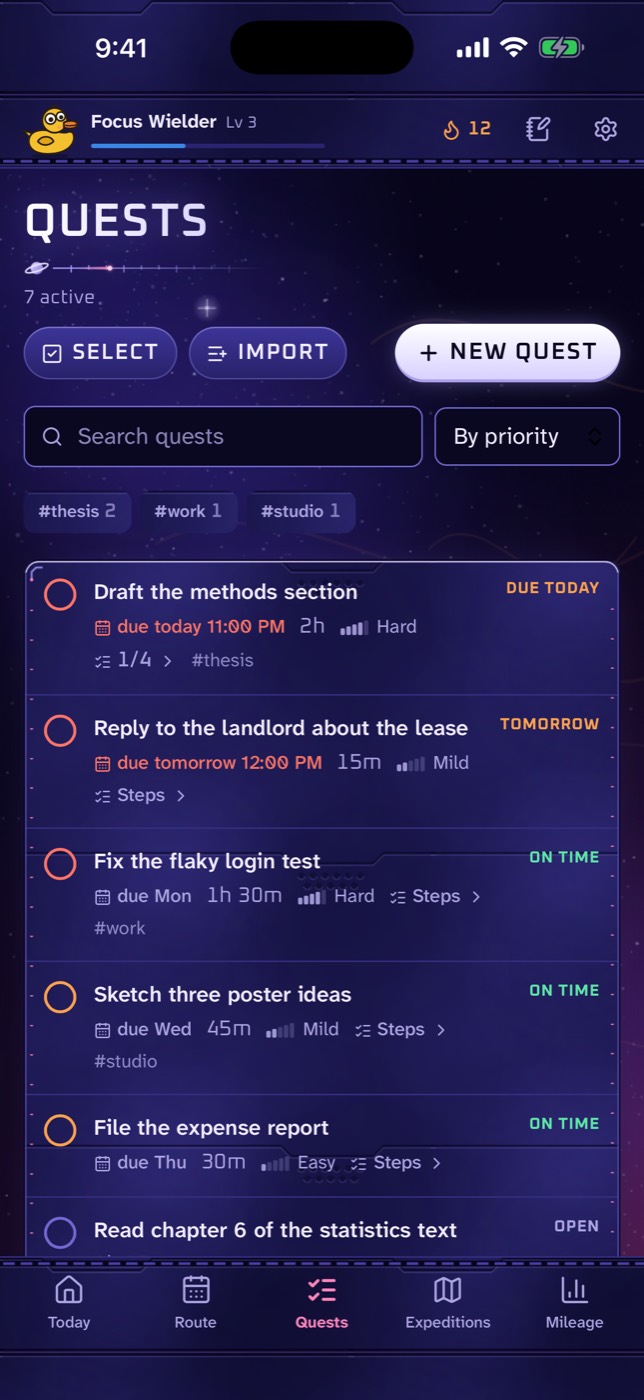 9:41
Focus Wielder Lv 3
12
QUESTS
7 active
SELECT
IMPORT
+ NEW QUEST
Search quests
By priority
#thesis 2
#work 1
#studio 1
Draft the methods section
DUE TODAY
due today 11:00 PM 2h Hard
1/4 > #thesis
Reply to the landlord about the lease
TOMORROW
due tomorrow 12:00 PM 15m Mild
Steps >
Fix the flaky login test
ON TIME
due Mon 1h 30m Hard Steps >
#work
Sketch three poster ideas
ON TIME
due Wed 45m Mild Steps >
#studio
File the expense report
ON TIME
due Thu 30m Easy Steps >
Read chapter 6 of the statistics text
OPEN
Today
Route
Quests
Expeditions
Mileage